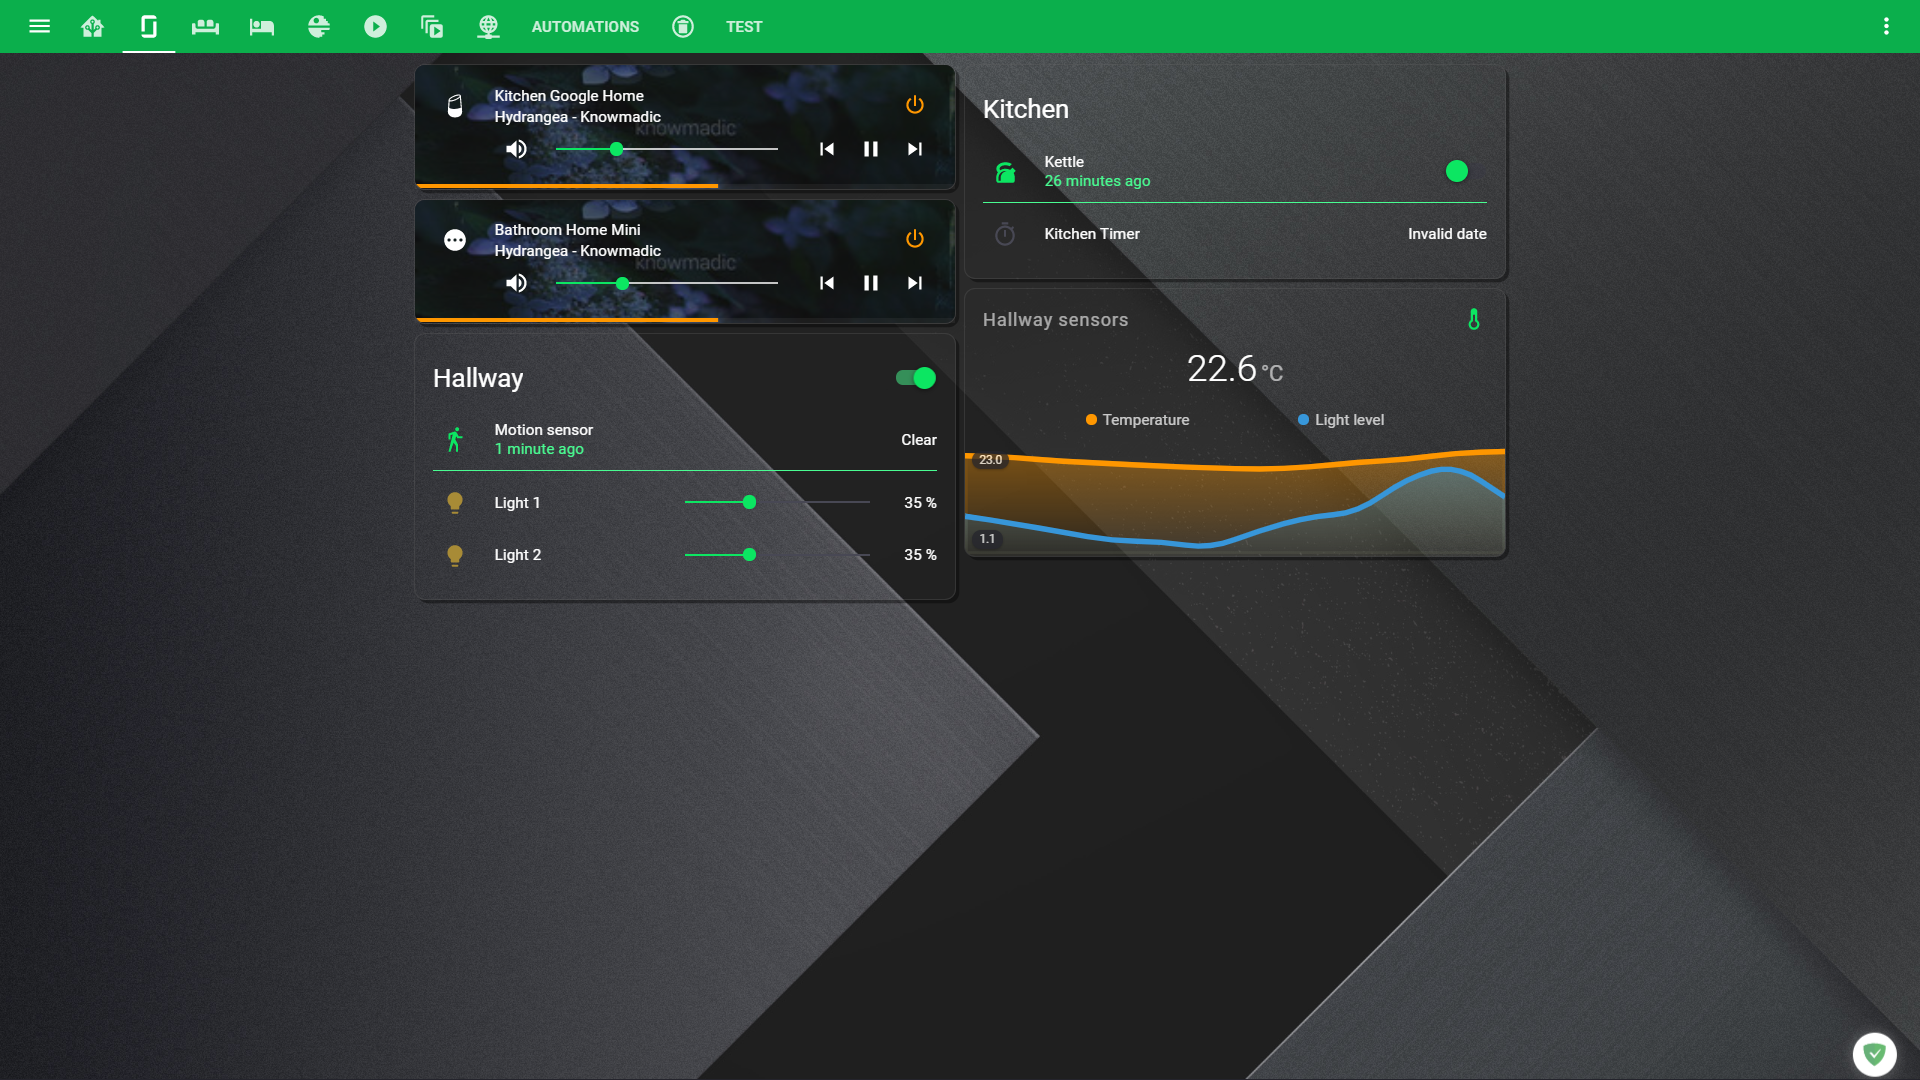 AUTOMATIONS
TEST
Kitchen Google Home
Hydrangea - Knowmadic
knowmadic
Bathroom Home Mini
Hydrangea - Knowmadic
knowmadic
Hallway
Motion sensor
1 minute ago
Clear
Light 1
35 %
Light 2
35 %
Kitchen
Kettle
26 minutes ago
Kitchen Timer
Invalid date
Hallway sensors
22.6 °C
Temperature
Light level
23.0
1.1